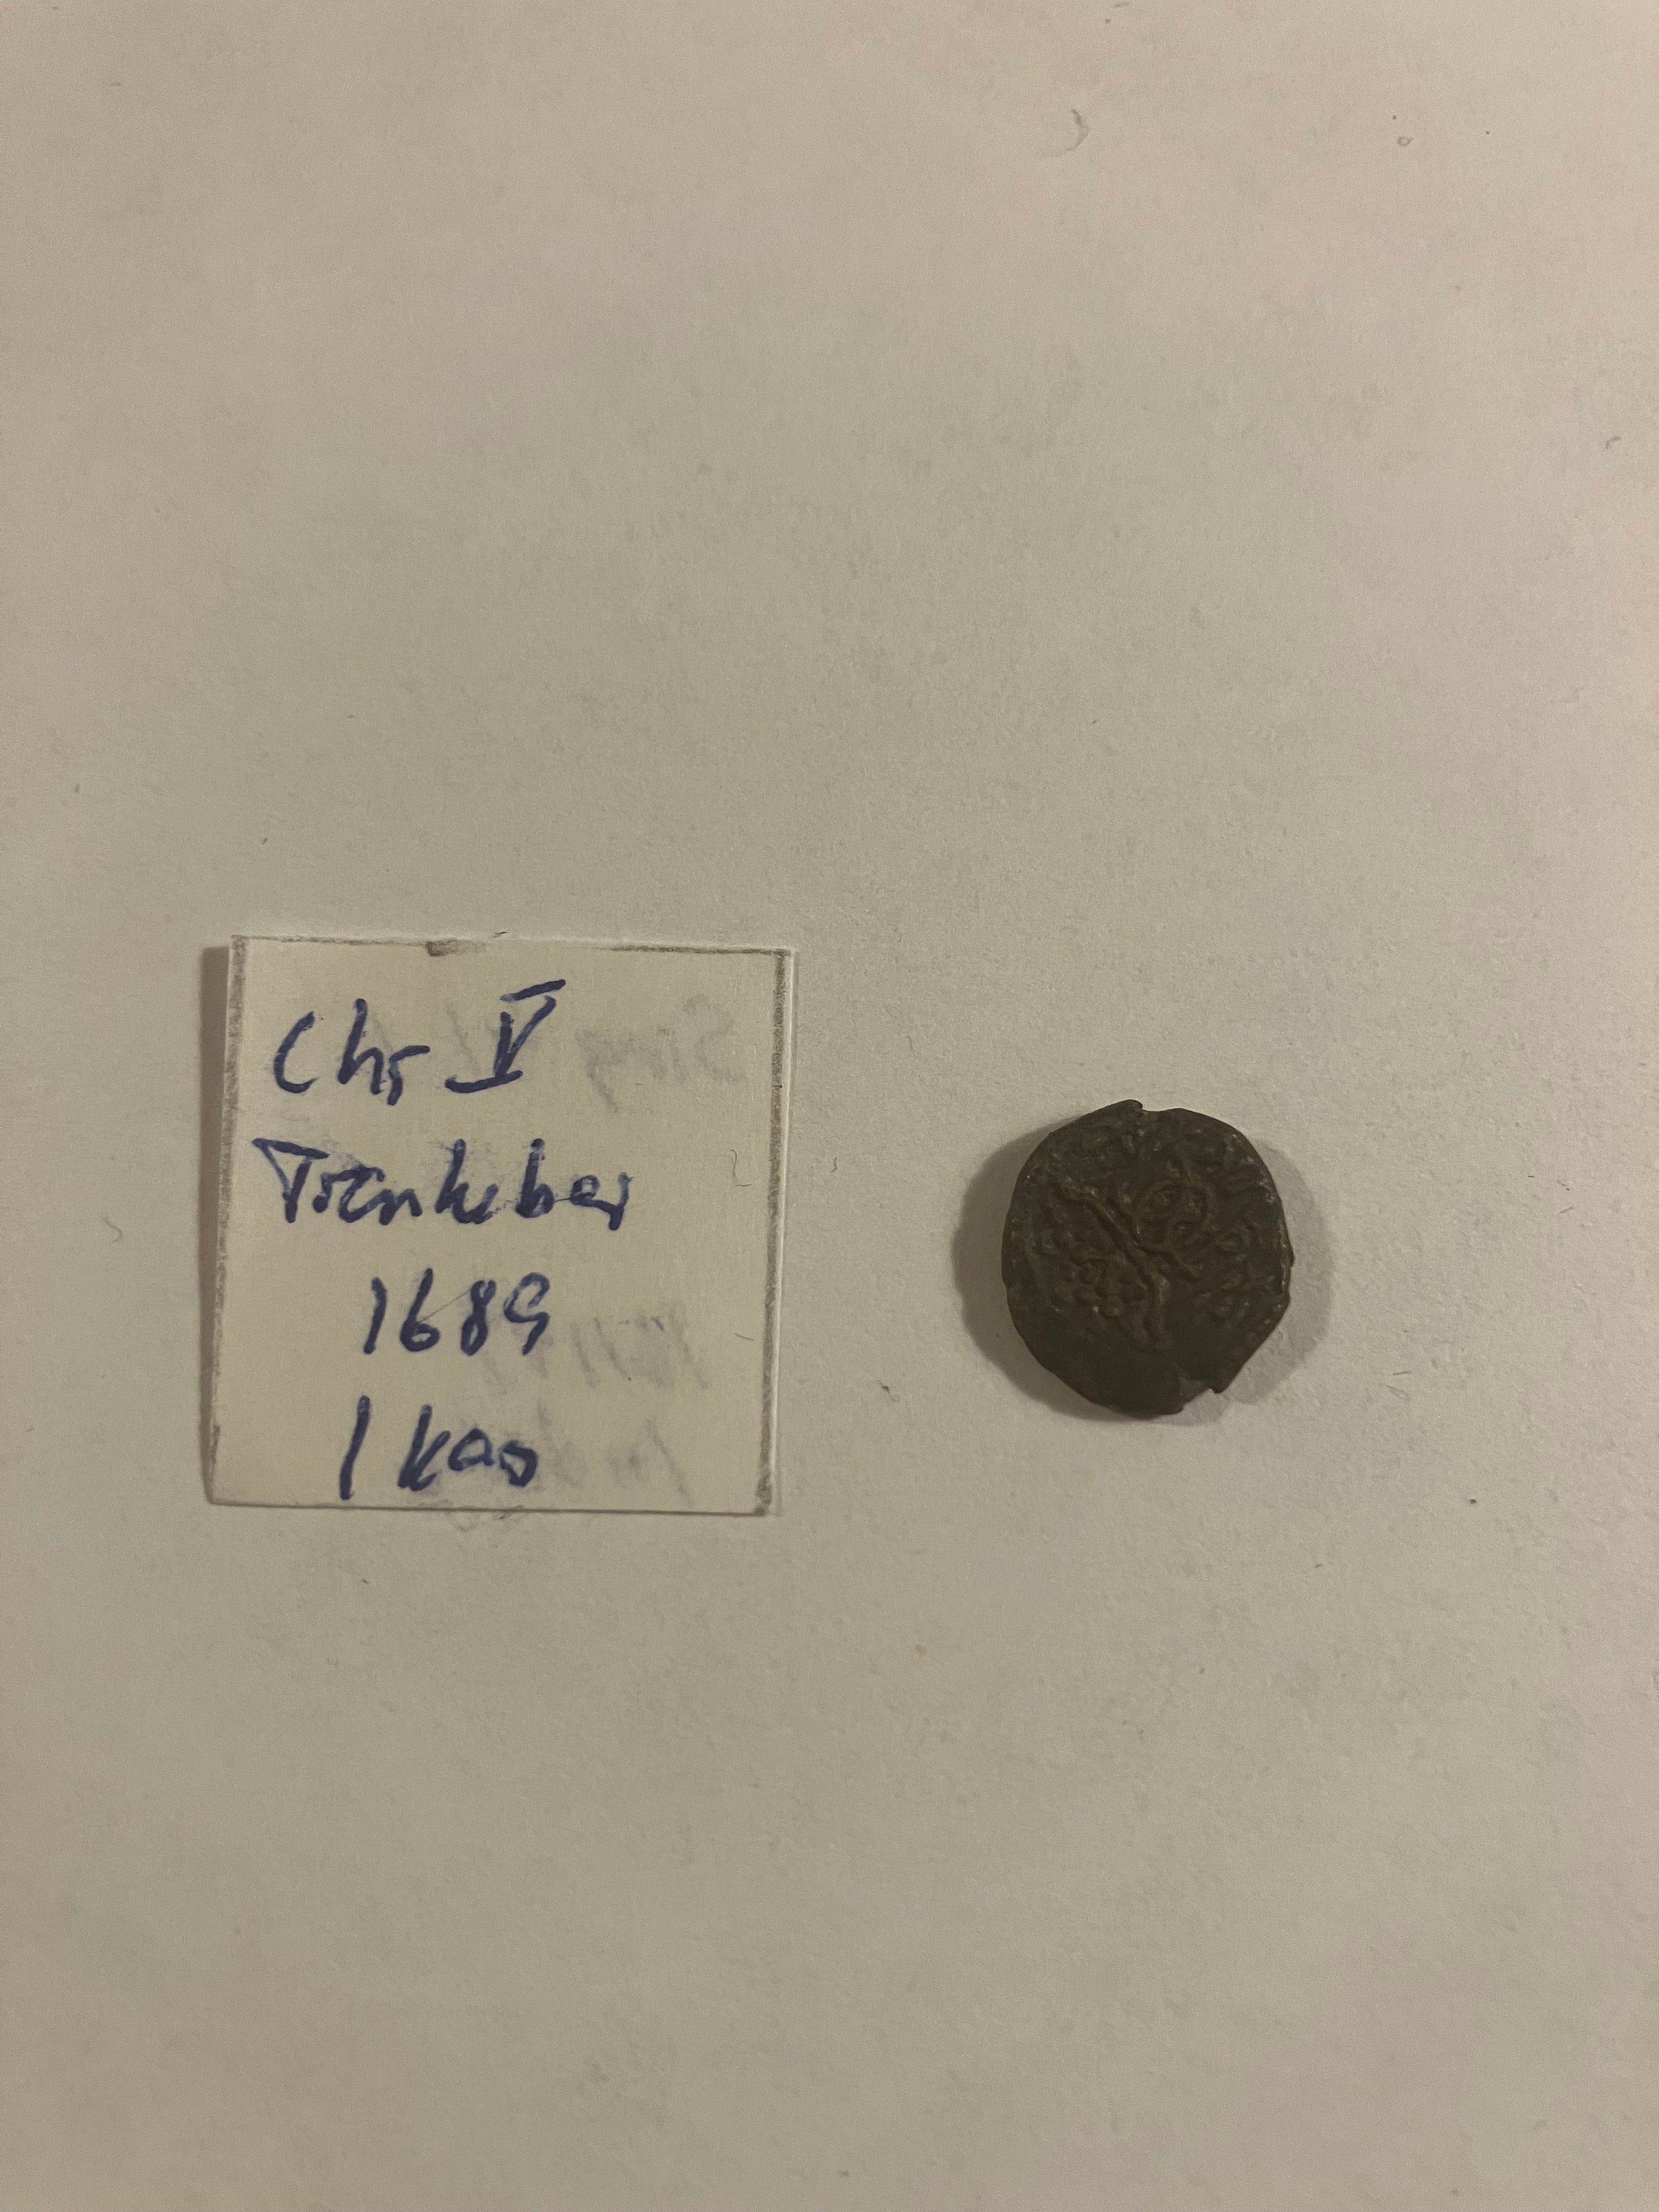 Chr V
Trankebar
1689
1 kas